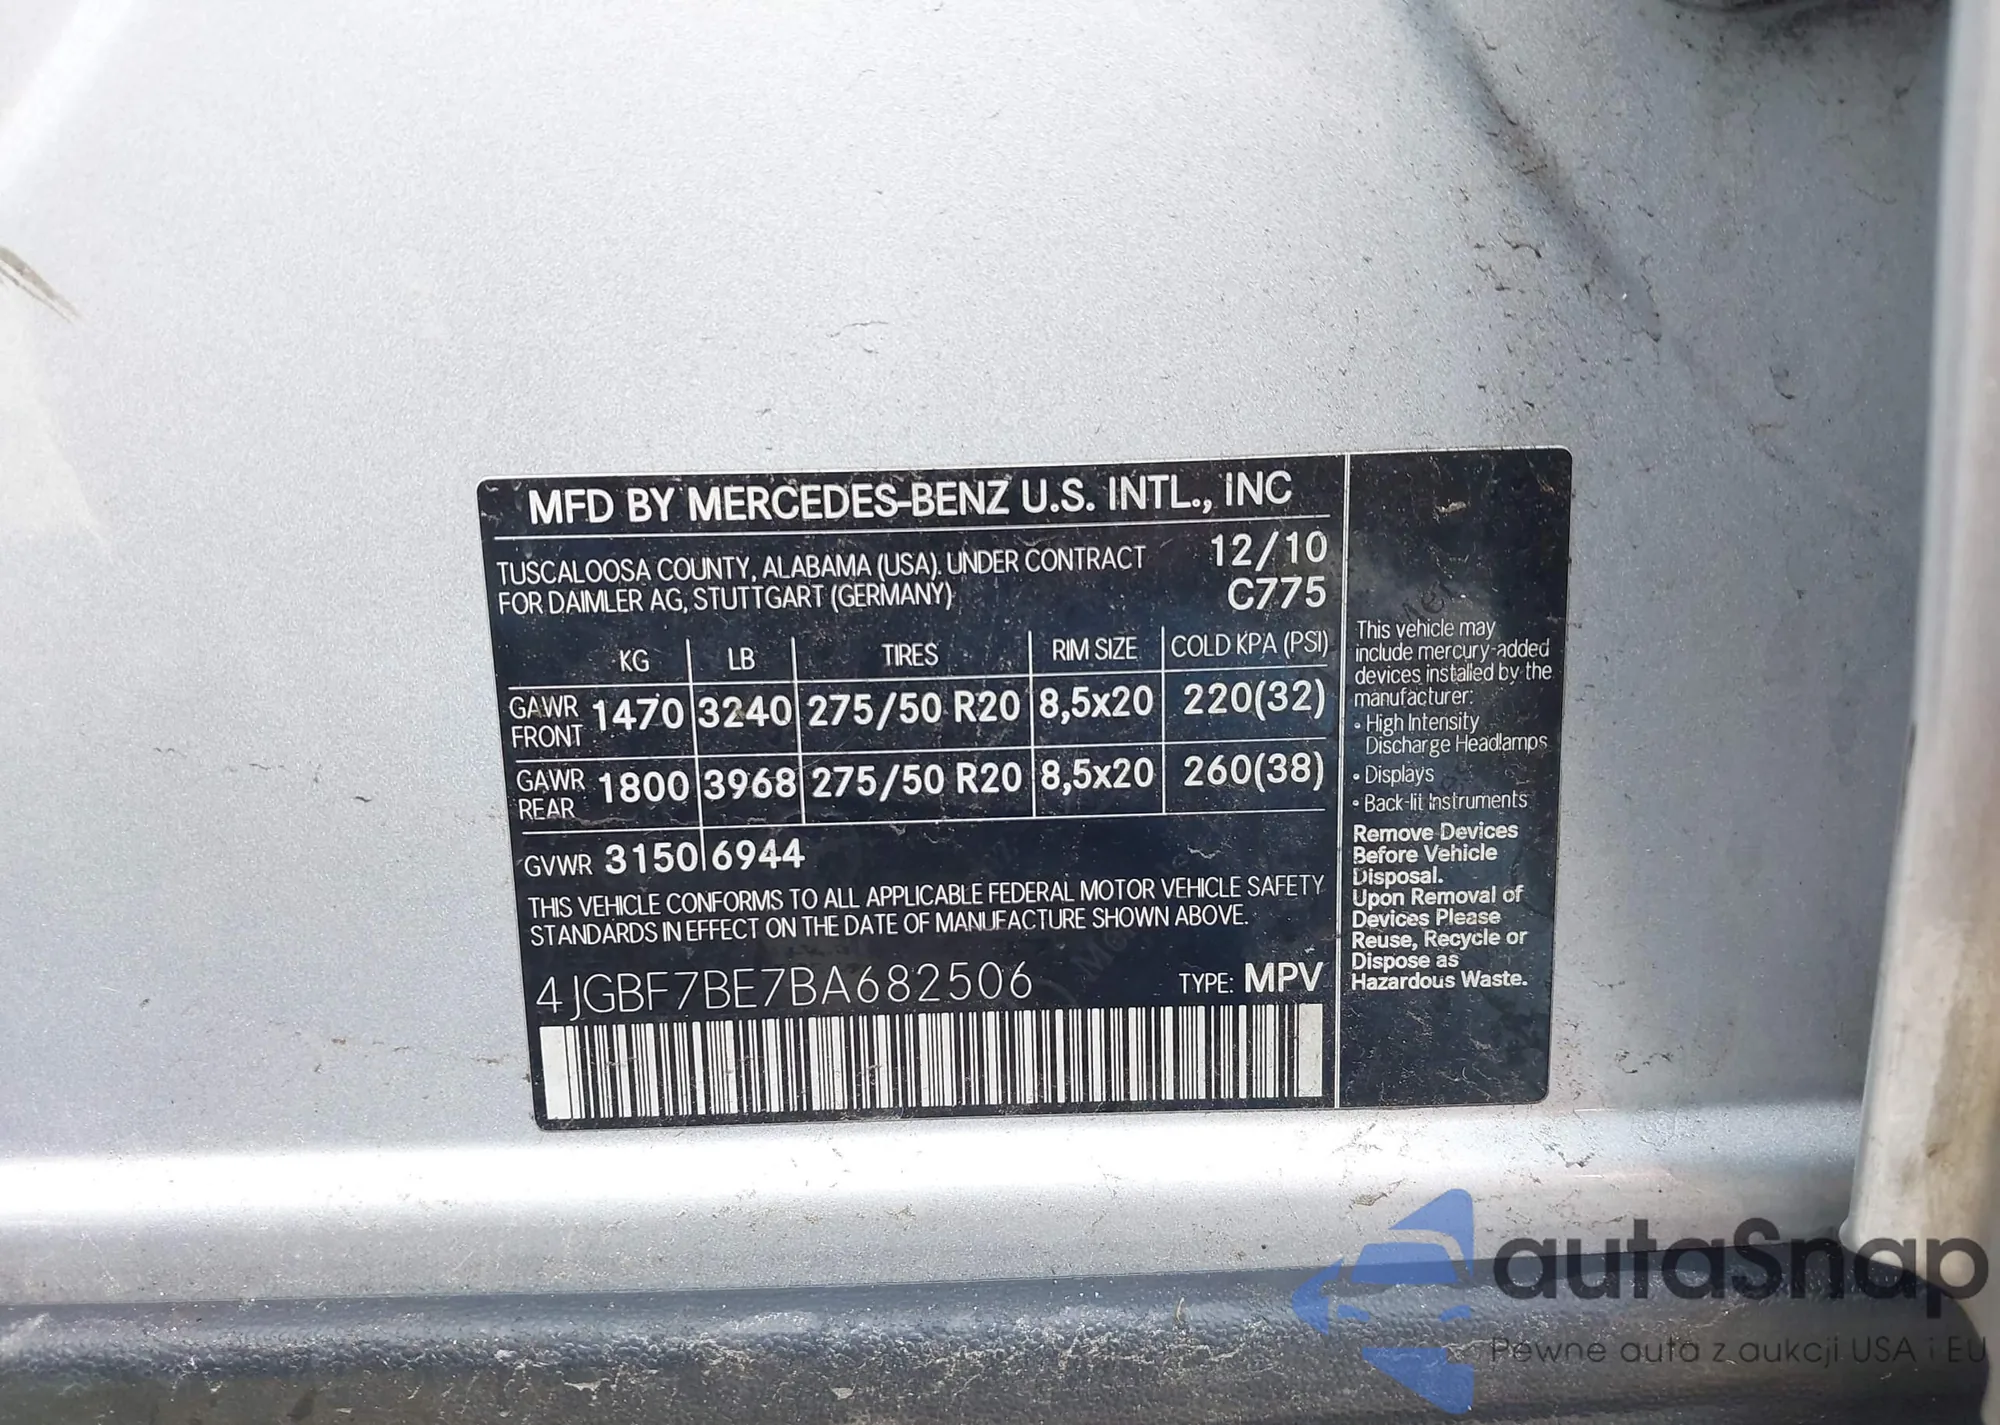 MFD BY MERCEDES-BENZ U.S. INTL., INC
TUSCALOOSA COUNTY, ALABAMA (USA). UNDER CONTRACT 12/10
FOR DAIMLER AG, STUTTGART (GERMANY) C775
KG LB TIRES RIM SIZE COLD KPA (PSI)
GAWR FRONT 1470 3240 275/50 R20 8,5x20 220(32)
GAWR REAR 1800 3968 275/50 R20 8,5x20 260(38)
GVWR 3150 6944
THIS VEHICLE CONFORMS TO ALL APPLICABLE FEDERAL MOTOR VEHICLE SAFETY
STANDARDS IN EFFECT ON THE DATE OF MANUFACTURE SHOWN ABOVE.
4JGBF7BE7BA682506 TYPE: MPV
This vehicle may
include mercury-added
devices installed by the
manufacturer:
• High Intensity
Discharge Headlamps
• Displays
• Back-lit Instruments
Remove Devices
Before Vehicle
Disposal.
Upon Removal of
Devices Please
Reuse, Recycle or
Dispose as
Hazardous Waste.
autaSnap
Pewne auta z aukcji USA i EU